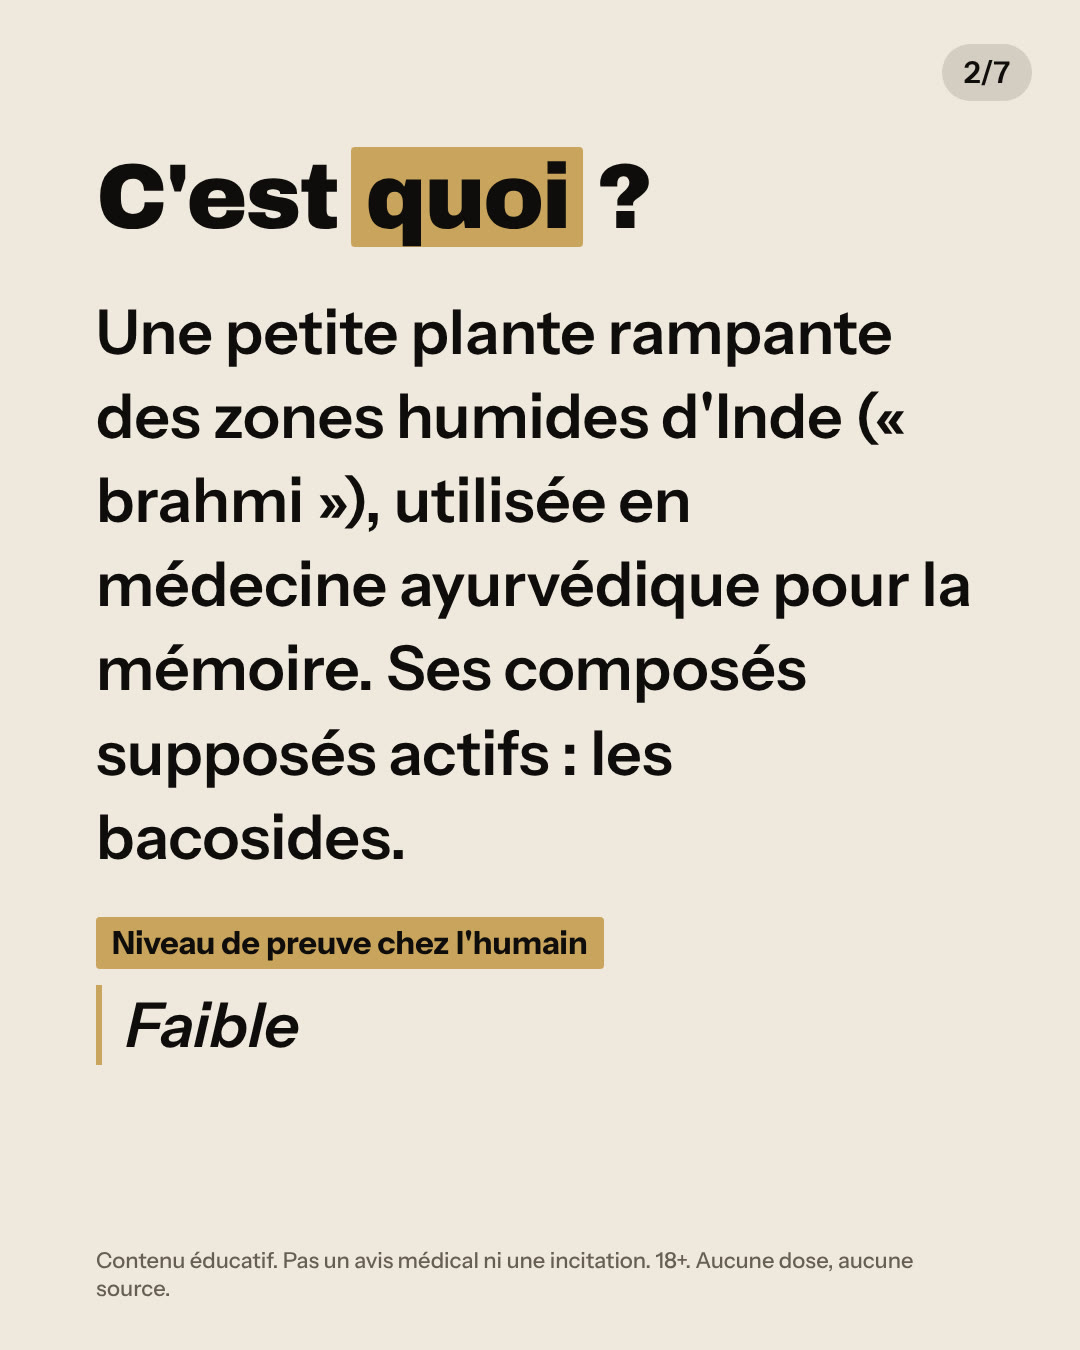 2/7
C'est quoi ?
Une petite plante rampante
des zones humides d'Inde («
brahmi »), utilisée en
médecine ayurvédique pour la
mémoire. Ses composés
supposés actifs : les
bacosides.
Niveau de preuve chez l'humain
Faible
Contenu éducatif. Pas un avis médical ni une incitation. 18+. Aucune dose, aucune
source.